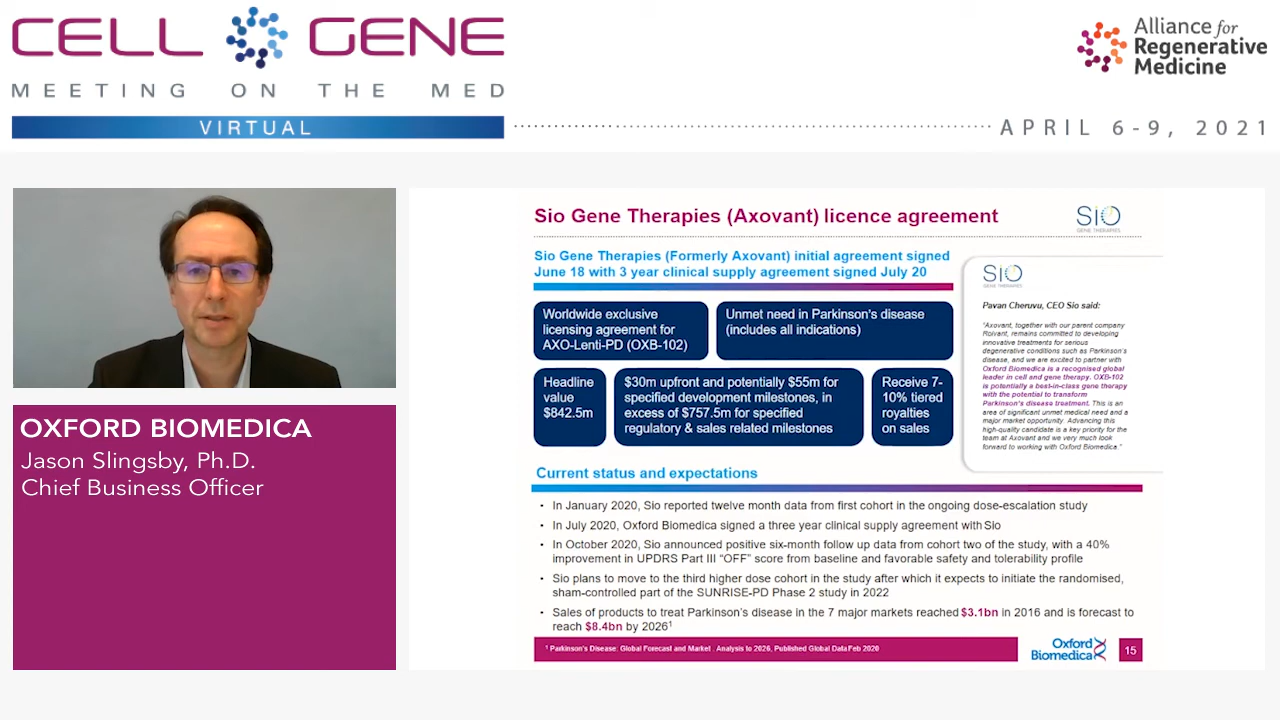 CELL GENE
MEETING ON THE MED
VIRTUAL
APRIL 6-9, 2021
Alliance for
Regenerative
Medicine
OXFORD BIOMEDICA
Jason Slingsby, Ph.D.
Chief Business Officer
Sio Gene Therapies (Axovant) licence agreement
SiO
GENE THERAPIES
Sio Gene Therapies (Formerly Axovant) initial agreement signed
June 18 with 3 year clinical supply agreement signed July 20
Worldwide exclusive
licensing agreement for
AXO-Lenti-PD (OXB-102)
Unmet need in Parkinson's disease
(includes all indications)
Headline
value
$842.5m
$30m upfront and potentially $55m for
specified development milestones, in
excess of $757.5m for specified
regulatory & sales related milestones
Receive 7-
10% tiered
royalties
on sales
SiO
GENE THERAPIES
Pavan Cheruvu, CEO Sio said:
"Axovant, together with our parent company
Roivant, remains committed to developing
innovative treatments for serious
degenerative conditions such as Parkinson's
disease, and we are excited to partner with
Oxford Biomedica is a recognised global
leader in cell and gene therapy. OXB-102
is potentially a best-in-class gene therapy
with the potential to transform
Parkinson's disease treatment. This is an
area of significant unmet medical need and a
major market opportunity. Advancing this
high-quality candidate is a key priority for the
team at Axovant and we very much look
forward to working with Oxford Biomedica."
Current status and expectations
• In January 2020, Sio reported twelve month data from first cohort in the ongoing dose-escalation study
• In July 2020, Oxford Biomedica signed a three year clinical supply agreement with Sio
• In October 2020, Sio announced positive six-month follow up data from cohort two of the study, with a 40%
improvement in UPDRS Part III "OFF" score from baseline and favorable safety and tolerability profile
• Sio plans to move to the third higher dose cohort in the study after which it expects to initiate the randomised,
sham-controlled part of the SUNRISE-PD Phase 2 study in 2022
• Sales of products to treat Parkinson's disease in the 7 major markets reached $3.1bn in 2016 and is forecast to
reach $8.4bn by 2026¹
¹ Parkinson's Disease: Global Forecast and Market . Analysis to 2026, Published Global Data Feb 2020
Oxford
Biomedica
15